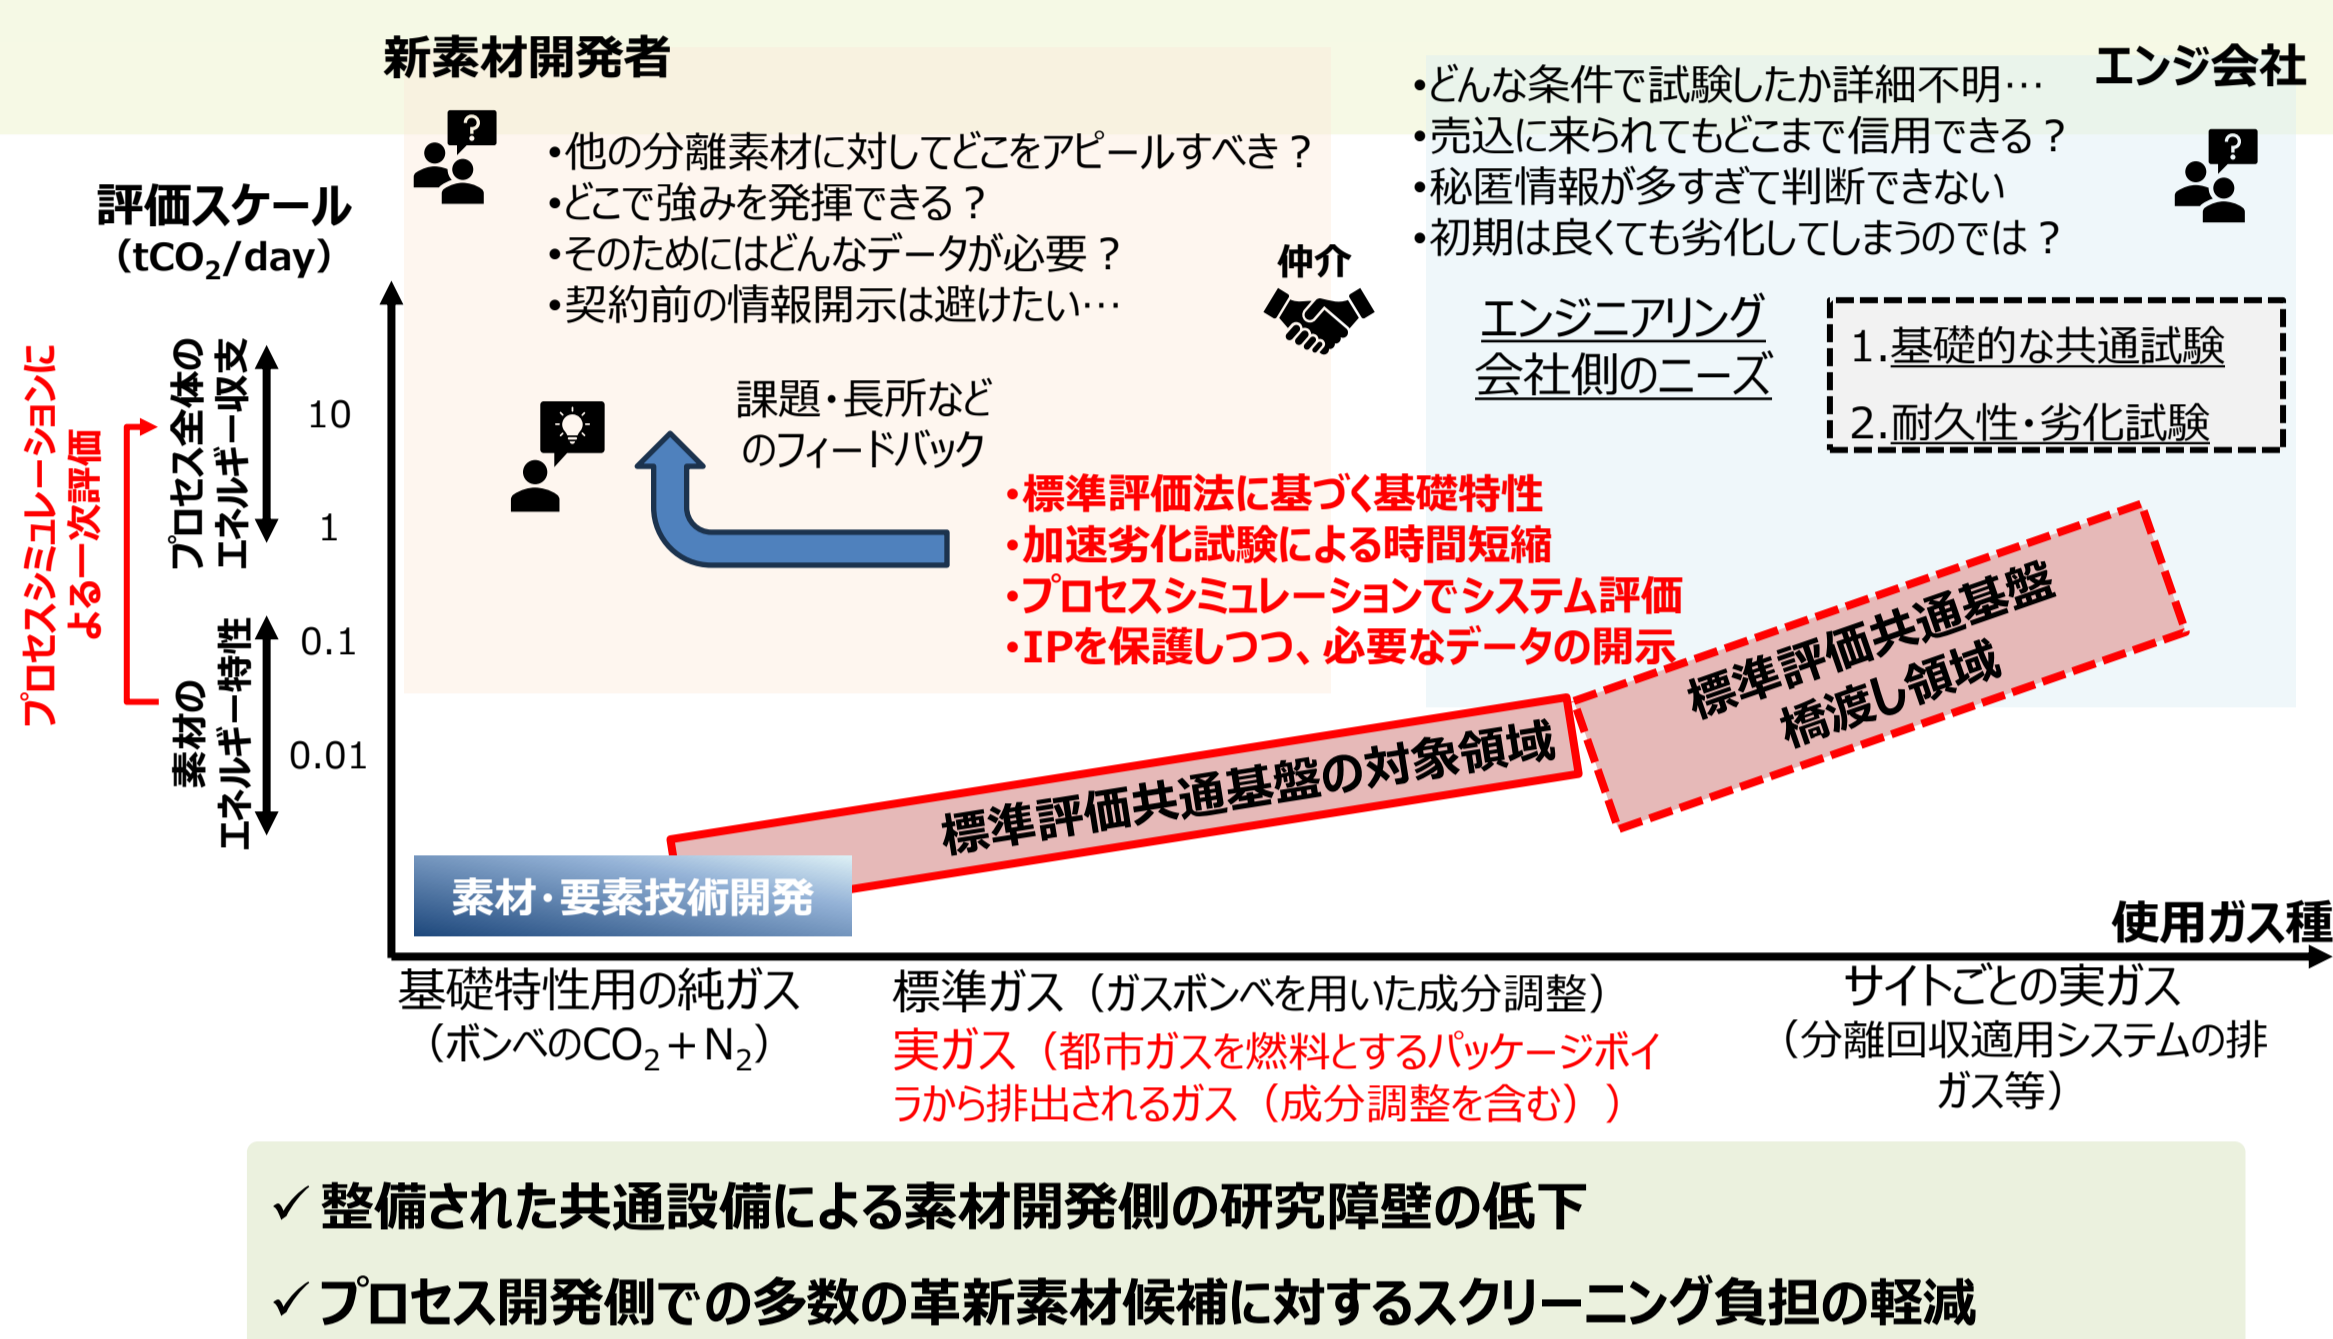 新素材開発者
•他の分離素材に対してどこをアピールすべき？
•どこで強みを発揮できる？
•そのためにはどんなデータが必要？
•契約前の情報開示は避けたい…
エンジ会社
•どんな条件で試験したか詳細不明…
•売込に来られてもどこまで信用できる？
•秘匿情報が多すぎて判断できない
•初期は良くても劣化してしまうのでは？
仲介
エンジニアリング
会社側のニーズ
1.基礎的な共通試験
2.耐久性・劣化試験
評価スケール
（tCO₂/day）
プロセスシミュレーションに
よる一次評価
プロセス全体の
エネルギー収支
素材の
エネルギー特性
10
1
0.1
0.01
課題・長所など
のフィードバック
•標準評価法に基づく基礎特性
•加速劣化試験による時間短縮
•プロセスシミュレーションでシステム評価
•IPを保護しつつ、必要なデータの開示
標準評価共通基盤の対象領域
標準評価共通基盤
橋渡し領域
素材・要素技術開発
使用ガス種
基礎特性用の純ガス
（ボンベのCO₂＋N₂）
標準ガス（ガスボンベを用いた成分調整）
実ガス（都市ガスを燃料とするパッケージボイ
ラから排出されるガス（成分調整を含む））
サイトごとの実ガス
（分離回収適用システムの排
ガス等）
✓ 整備された共通設備による素材開発側の研究障壁の低下
✓ プロセス開発側での多数の革新素材候補に対するスクリーニング負担の軽減